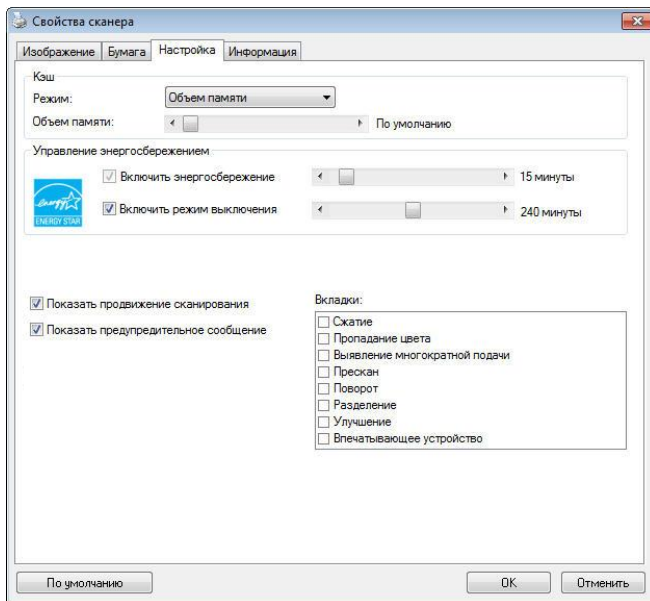 Свойства сканера
Изображение Бумага Настройка Информация
Кэш
Режим: Объем памяти
Объем памяти: По умолчанию
Управление энергосбережением
Включить энергосбережение 15 минуты
Включить режим выключения 240 минуты
energy
ENERGY STAR
Показать продвижение сканирования
Показать предупредительное сообщение
Вкладки:
Сжатие
Пропадание цвета
Выявление многократной подачи
Прескан
Поворот
Разделение
Улучшение
Впечатывающее устройство
По умолчанию OK Отменить